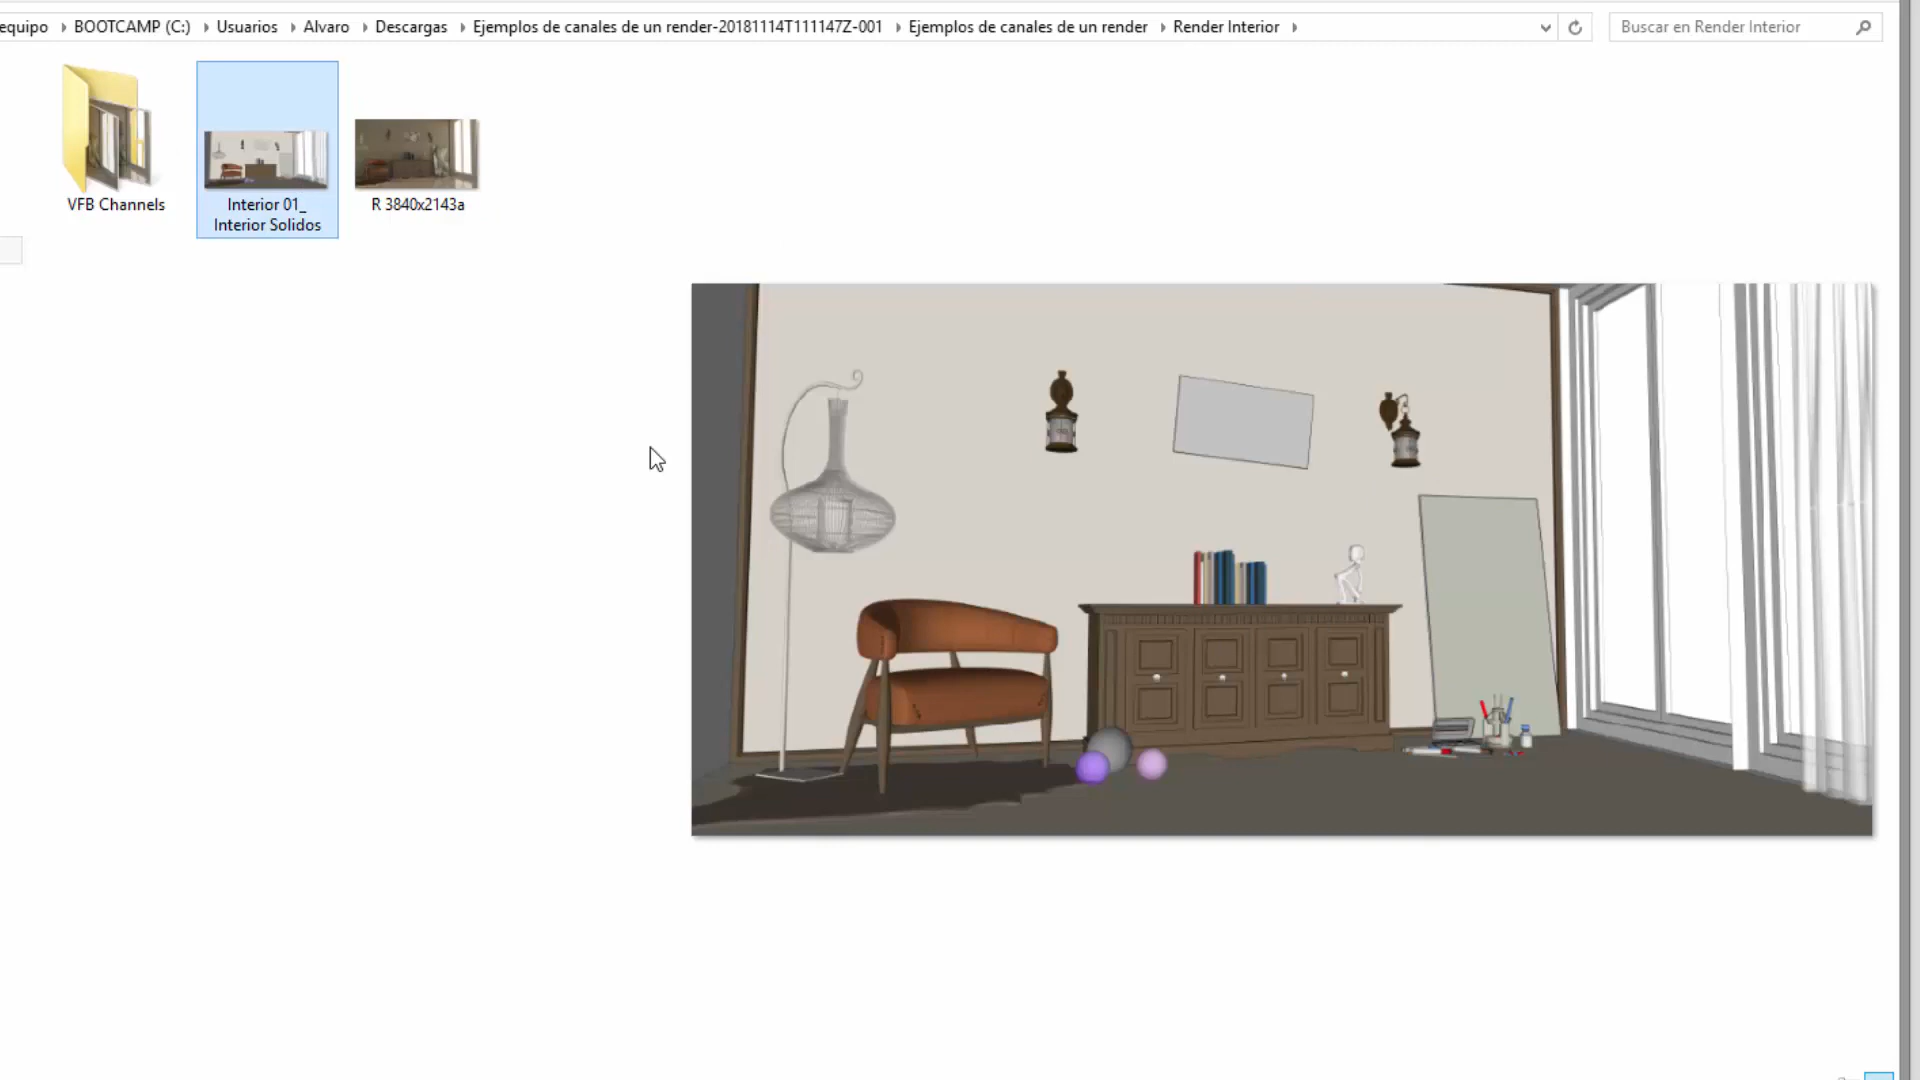 equipo BOOTCAMP (C:) Usuarios Alvaro Descargas Ejemplos de canales de un render-20181114T111147Z-001 Ejemplos de canales de un render Render Interior
Buscar en Render Interior
VFB Channels
Interior 01_
Interior Solidos
R 3840x2143a